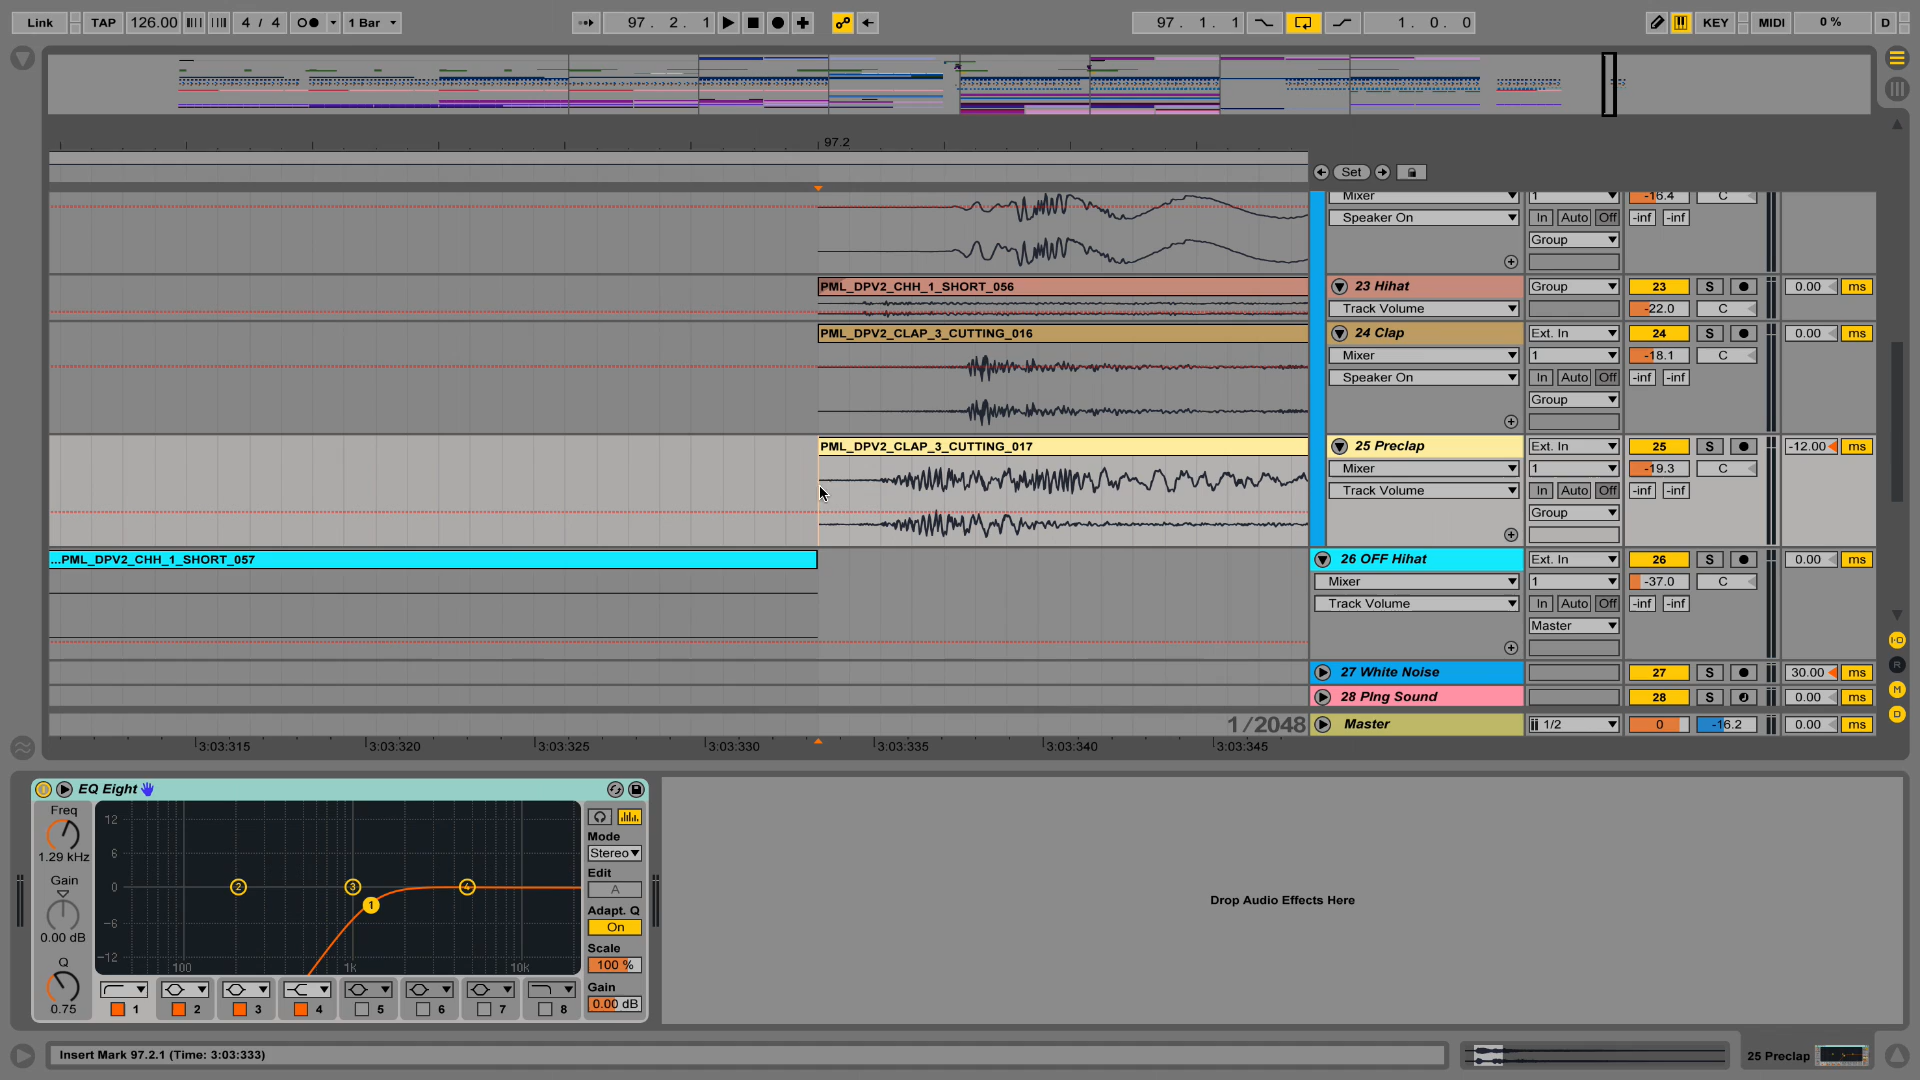 Link TAP 126.00 4 / 4 1 Bar 97. 2. 1 97. 1. 1 1. 0. 0 KEY MIDI 0 % D
97.2
Set
Mixer 1 -16.4 C
Speaker On In Auto Off -inf -inf
Group
PML_DPV2_CHH_1_SHORT_056 23 Hihat Group 23 S 0.00 ms
Track Volume -22.0 C
PML_DPV2_CLAP_3_CUTTING_016 24 Clap Ext. In 24 S 0.00 ms
Mixer 1 -18.1 C
Speaker On In Auto Off -inf -inf
Group
PML_DPV2_CLAP_3_CUTTING_017 25 Preclap Ext. In 25 S -12.00 ms
Mixer 1 -19.3 C
Track Volume In Auto Off -inf -inf
Group
...PML_DPV2_CHH_1_SHORT_057 26 OFF Hihat Ext. In 26 S 0.00 ms
Mixer 1 -37.0 C
Track Volume In Auto Off -inf -inf
Master
I·O
R
27 White Noise 27 S 30.00 ms
M
28 PIng Sound 28 S 0.00 ms
D
1/2048 Master 1/2 0 -16.2 0.00 ms
3:03:315 3:03:320 3:03:325 3:03:330 3:03:335 3:03:340 3:03:345
EQ Eight
Freq
1.29 kHz
Gain
0.00 dB
Q
0.75
12
6
0
-6
-12
100 1k 10k
2 3 4
1
Mode
Stereo
Edit
A
Adapt. Q
On
Scale
100 %
Gain
0.00 dB
1 2 3 4 5 6 7 8
Drop Audio Effects Here
Insert Mark 97.2.1 (Time: 3:03:333)
25 Preclap